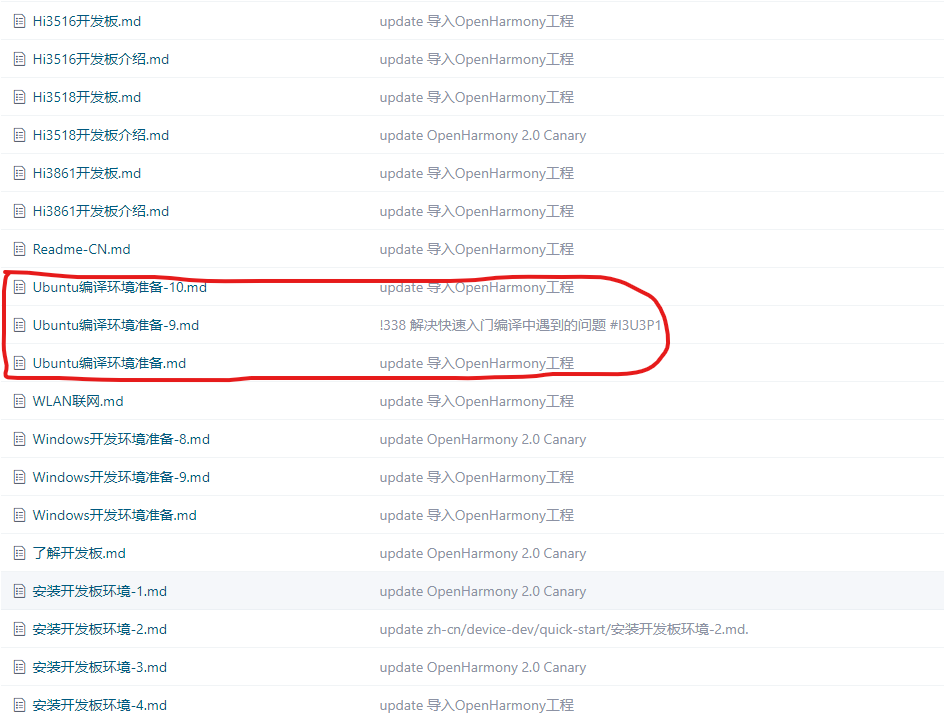 Hi3516开发板.md update 导入OpenHarmony工程
Hi3516开发板介绍.md update 导入OpenHarmony工程
Hi3518开发板.md update 导入OpenHarmony工程
Hi3518开发板介绍.md update OpenHarmony 2.0 Canary
Hi3861开发板.md update 导入OpenHarmony工程
Hi3861开发板介绍.md update 导入OpenHarmony工程
Readme-CN.md update 导入OpenHarmony工程
Ubuntu编译环境准备-10.md update 导入OpenHarmony工程
Ubuntu编译环境准备-9.md !338 解决快速入门编译中遇到的问题 #I3U3P1
Ubuntu编译环境准备.md update 导入OpenHarmony工程
WLAN联网.md update 导入OpenHarmony工程
Windows开发环境准备-8.md update OpenHarmony 2.0 Canary
Windows开发环境准备-9.md update 导入OpenHarmony工程
Windows开发环境准备.md update 导入OpenHarmony工程
了解开发板.md update OpenHarmony 2.0 Canary
安装开发板环境-1.md update OpenHarmony 2.0 Canary
安装开发板环境-2.md update zh-cn/device-dev/quick-start/安装开发板环境-2.md.
安装开发板环境-3.md update OpenHarmony 2.0 Canary
安装开发板环境-4.md update 导入OpenHarmony工程